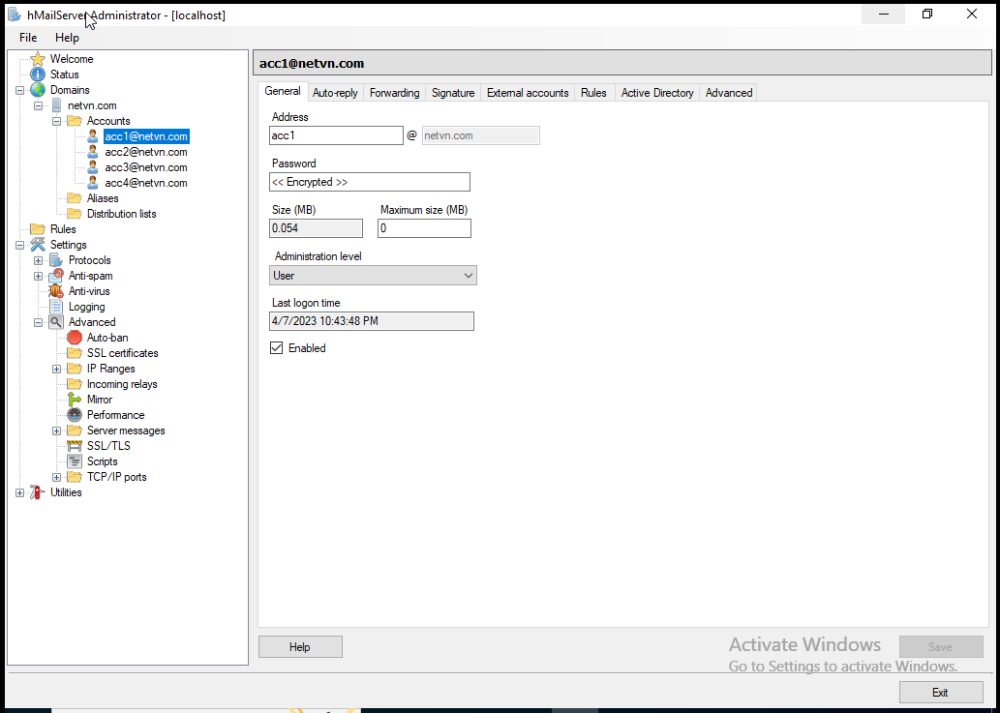 hMailServer Administrator - [localhost]
File Help
Welcome
Status
Domains
netvn.com
Accounts
acc1@netvn.com
acc2@netvn.com
acc3@netvn.com
acc4@netvn.com
Aliases
Distribution lists
Rules
Settings
Protocols
Anti-spam
Anti-virus
Logging
Advanced
Auto-ban
SSL certificates
IP Ranges
Incoming relays
Mirror
Performance
Server messages
SSL/TLS
Scripts
TCP/IP ports
Utilities
acc1@netvn.com
General Auto-reply Forwarding Signature External accounts Rules Active Directory Advanced
Address
acc1 @ netvn.com
Password
<< Encrypted >>
Size (MB) Maximum size (MB)
0.054 0
Administration level
User
Last logon time
4/7/2023 10:43:48 PM
Enabled
Help
Save
Activate Windows
Go to Settings to activate Windows.
Exit